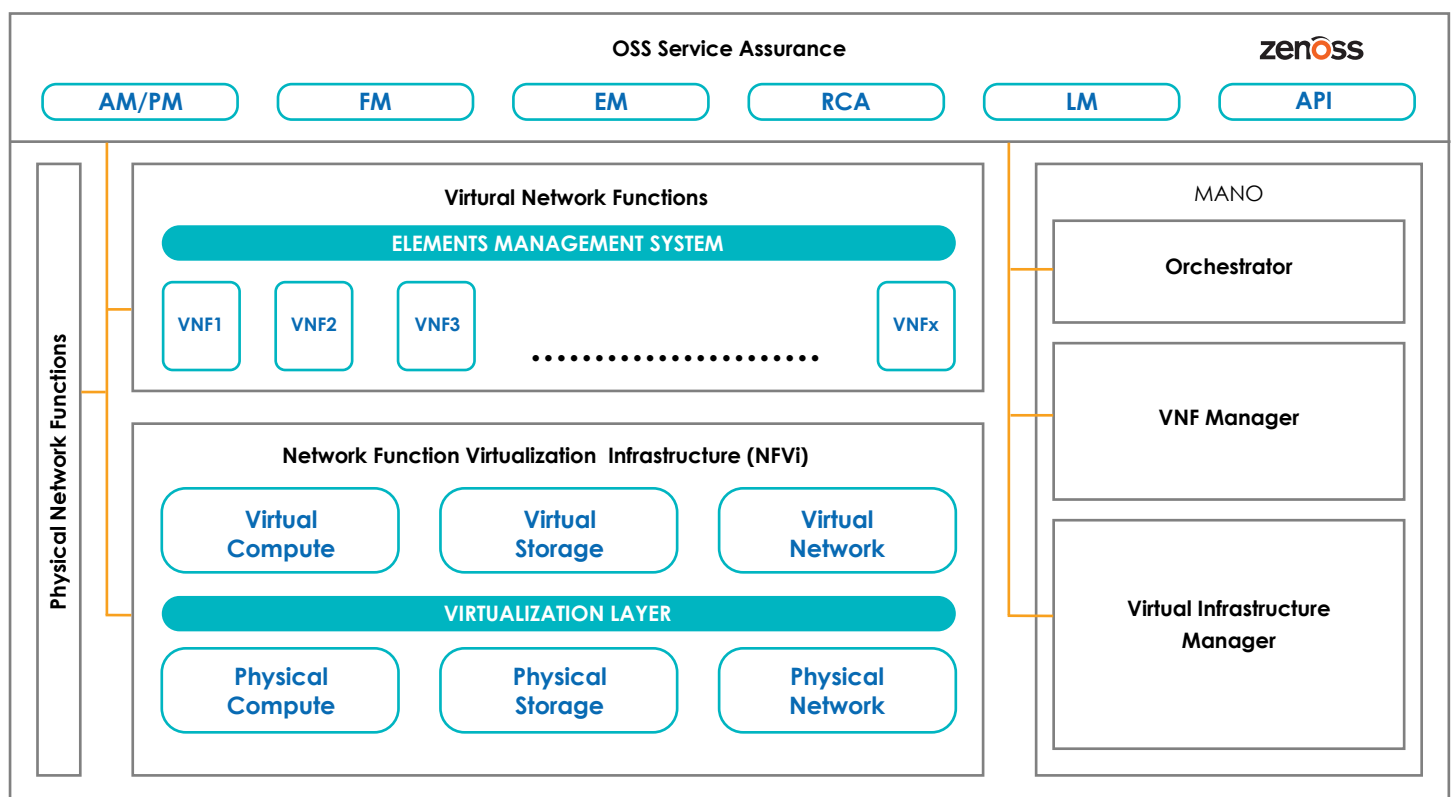 OSS Service Assurance
zenoss
AM/PM
FM
EM
RCA
LM
API
Physical Network Functions
Virtural Network Functions
ELEMENTS MANAGEMENT SYSTEM
VNF1
VNF2
VNF3
VNFx
Network Function Virtualization Infrastructure (NFVi)
Virtual
Compute
Virtual
Storage
Virtual
Network
VIRTUALIZATION LAYER
Physical
Compute
Physical
Storage
Physical
Network
MANO
Orchestrator
VNF Manager
Virtual Infrastructure
Manager